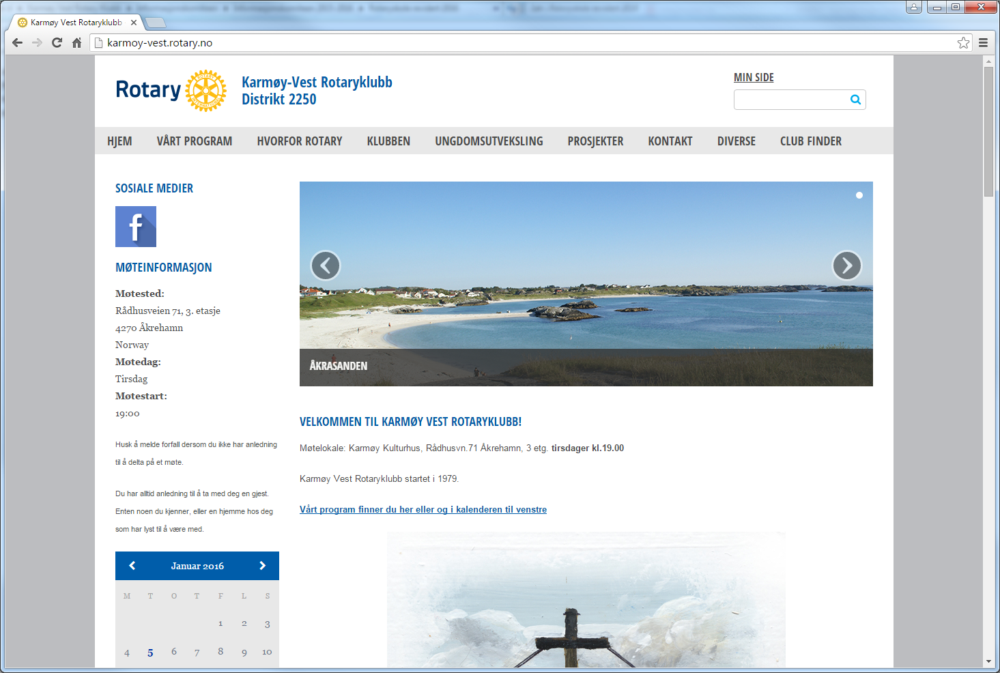 Karmøy Vest Rotaryklubb
karmoy-vest.rotary.no
Rotary
Karmøy-Vest Rotaryklubb
Distrikt 2250
MIN SIDE
HJEM VÅRT PROGRAM HVORFOR ROTARY KLUBBEN UNGDOMSUTVEKSLING PROSJEKTER KONTAKT DIVERSE CLUB FINDER
SOSIALE MEDIER
f
MØTEINFORMASJON
Møtested:
Rådhusveien 71, 3. etasje
4270 Åkrehamn
Norway
Møtedag:
Tirsdag
Møtestart:
19:00
Husk å melde forfall dersom du ikke har anledning
til å delta på et møte.
Du har alltid anledning til å ta med deg en gjest.
Enten noen du kjenner, eller en hjemme hos deg
som har lyst til å være med.
Januar 2016
M T O T F L S
1 2 3
4 5 6 7 8 9 10
ÅKRASANDEN
VELKOMMEN TIL KARMØY VEST ROTARYKLUBB!
Møtelokale: Karmøy Kulturhus, Rådhusvn.71 Åkrehamn, 3 etg. tirsdager kl.19.00
Karmøy Vest Rotaryklubb startet i 1979.
Vårt program finner du her eller og i kalenderen til venstre